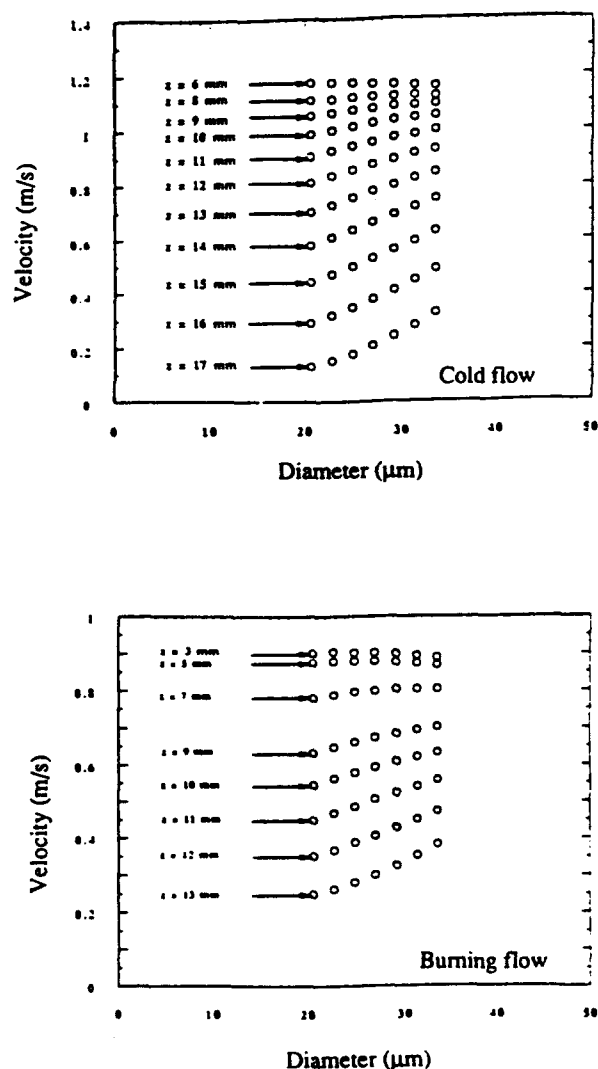 1.4
1.2
1
0.8
0.6
0.4
0.2
0
Velocity (m/s)
z = 6 mm
z = 8 mm
z = 9 mm
z = 10 mm
z = 11 mm
z = 12 mm
z = 13 mm
z = 14 mm
z = 15 mm
z = 16 mm
z = 17 mm
Cold flow
0 10 20 30 40 50
Diameter (μm)
1
0.8
0.6
0.4
0.2
0
Velocity (m/s)
z = 3 mm
z = 5 mm
z = 7 mm
z = 9 mm
z = 10 mm
z = 11 mm
z = 12 mm
z = 13 mm
Burning flow
0 10 20 30 40 50
Diameter (μm)